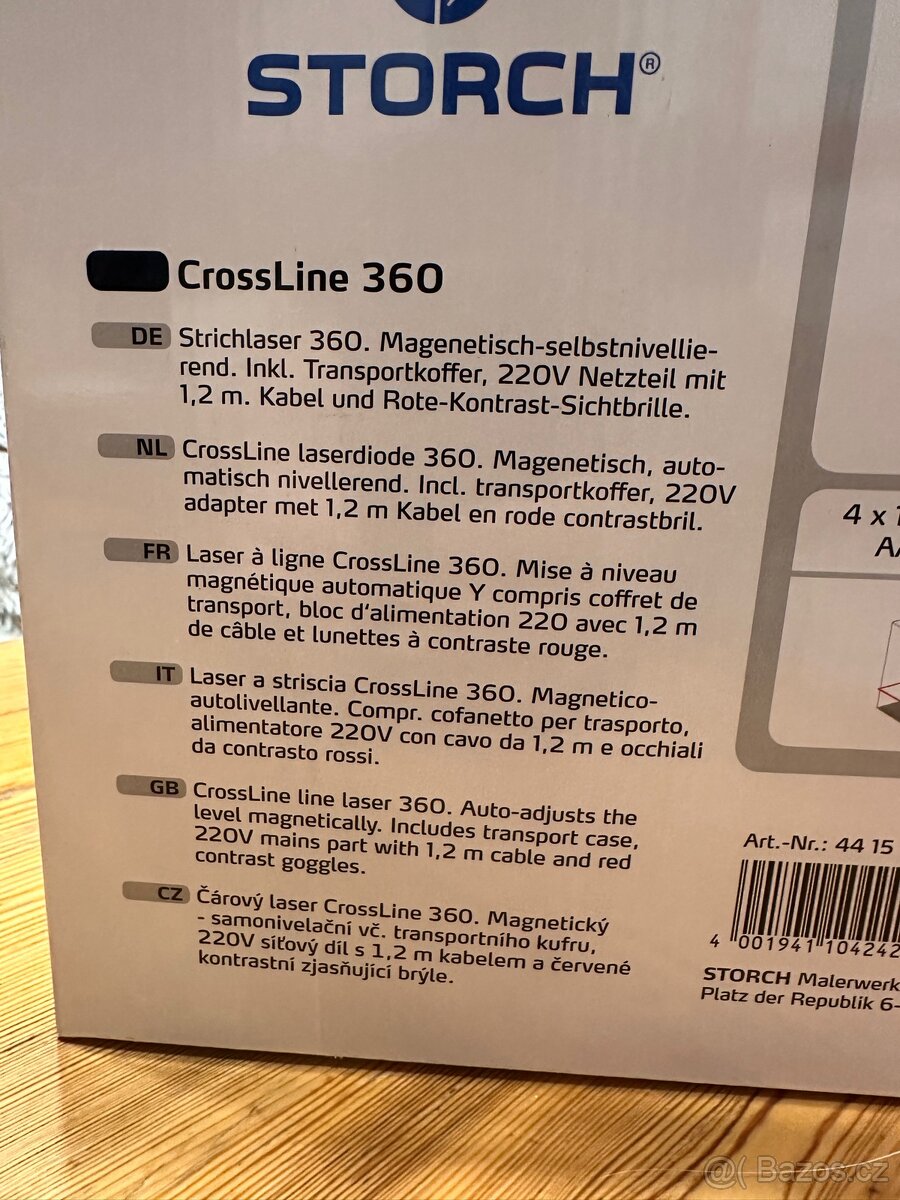 STORCH®
CrossLine 360
DE Strichlaser 360. Magenetisch-selbstnivellie-
rend. Inkl. Transportkoffer, 220V Netzteil mit
1,2 m. Kabel und Rote-Kontrast-Sichtbrille.
NL CrossLine laserdiode 360. Magenetisch, auto-
matisch nivellerend. Incl. transportkoffer, 220V
adapter met 1,2 m Kabel en rode contrastbril.
FR Laser à ligne CrossLine 360. Mise à niveau
magnétique automatique Y compris coffret de
transport, bloc d'alimentation 220 avec 1,2 m
de câble et lunettes à contraste rouge.
IT Laser a striscia CrossLine 360. Magnetico-
autolivellante. Compr. cofanetto per trasporto,
alimentatore 220V con cavo da 1,2 m e occhiali
da contrasto rossi.
GB CrossLine line laser 360. Auto-adjusts the
level magnetically. Includes transport case,
220V mains part with 1,2 m cable and red
contrast goggles.
CZ Čárový laser CrossLine 360. Magnetický
- samonivelační vč. transportního kufru,
220V síťový díl s 1,2 m kabelem a červené
kontrastní zjasňující brýle.
4 x
Art.-Nr.: 44 15
4 001941 104242
STORCH Malerwerk
Platz der Republik 6-
@( Bazos.cz